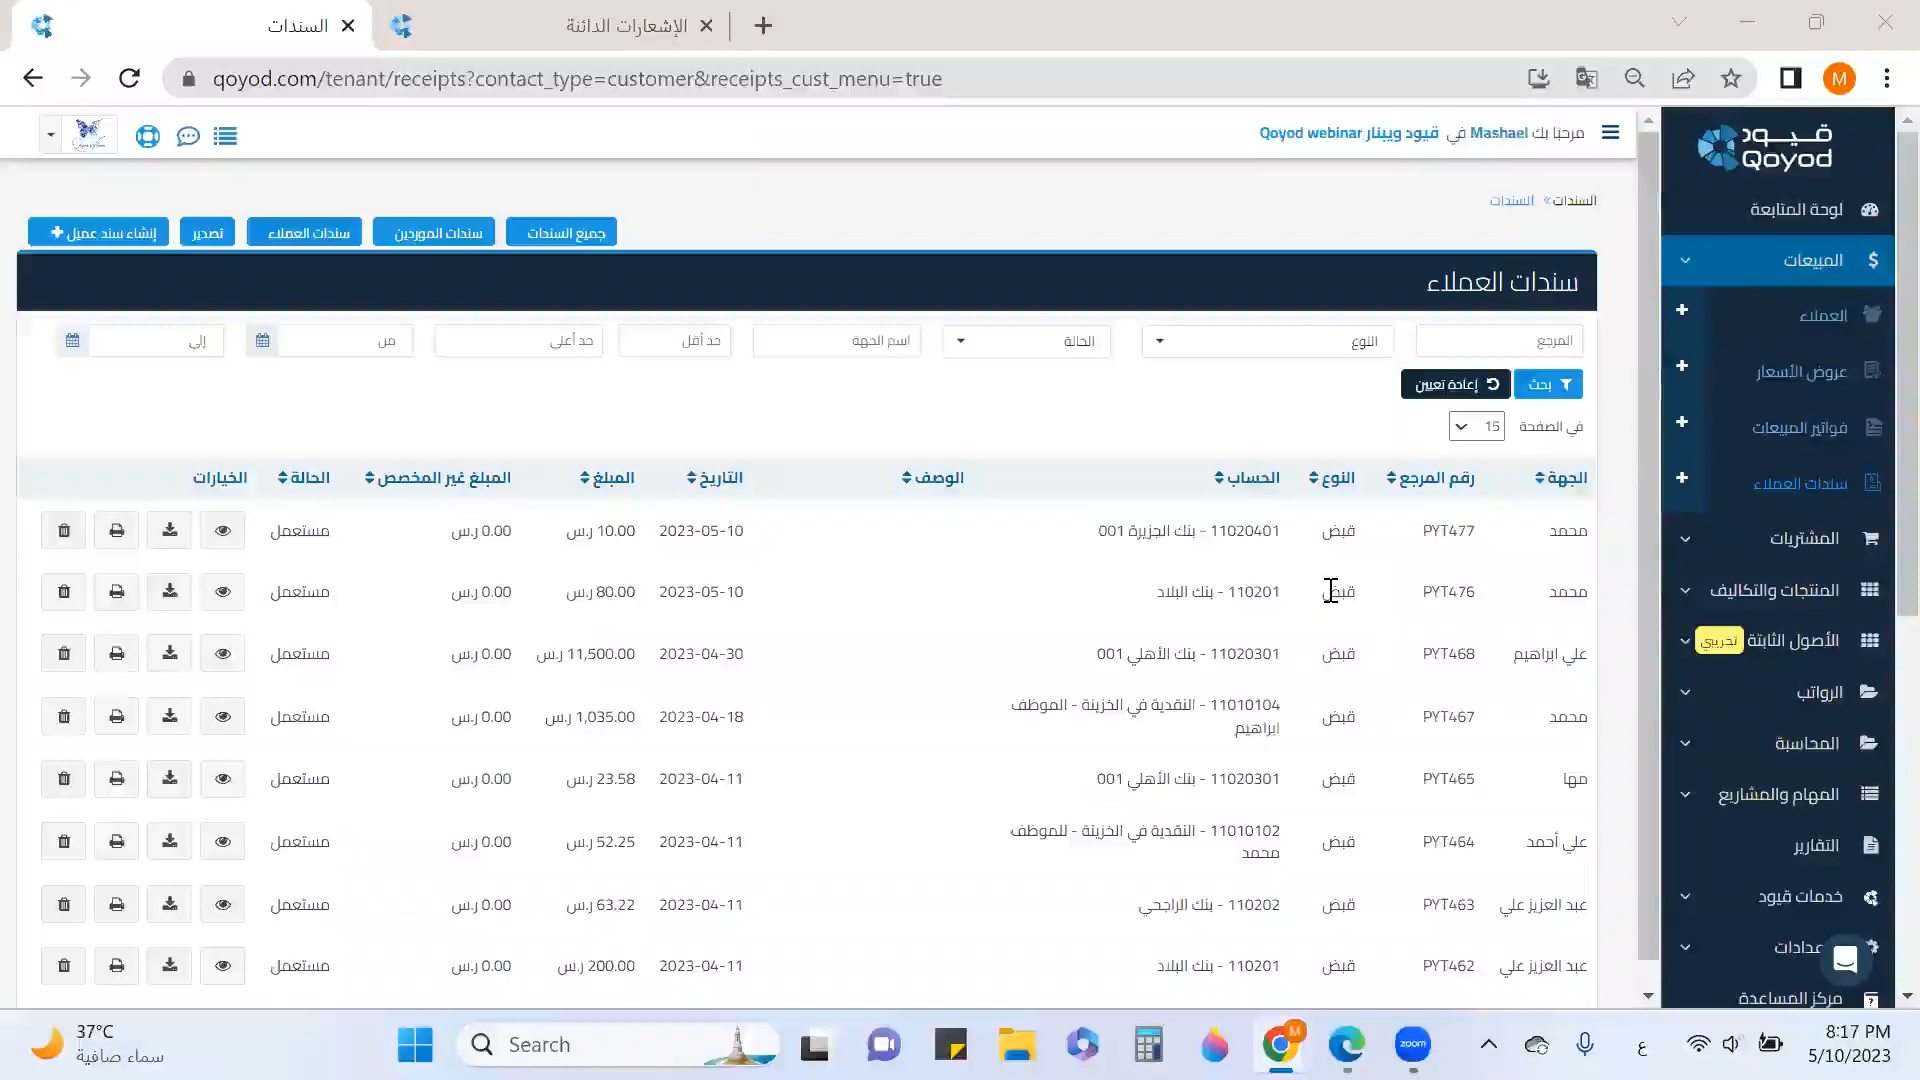 السندات
الإشعارات الدائنة
qoyod.com/tenant/receipts?contact_type=customer&receipts_cust_menu=true
M
مرحبًا بك Mashael في قيود ويبينار Qoyod webinar
قيود
Qoyod
السندات » السندات
جميع السندات
سندات الموردين
سندات العملاء
تصدير
إنشاء سند عميل +
سندات العملاء
المرجع
النوع
الحالة
اسم الجهة
حد أقل
حد أعلى
من
إلي
بحث
إعادة تعيين
في الصفحة 15
الجهة رقم المرجع النوع الحساب الوصف التاريخ المبلغ المبلغ غير المخصص الحالة الخيارات
محمد PYT477 قبض 11020401 - بنك الجزيرة 001 2023-05-10 10.00 ر.س 0.00 ر.س مستعمل
محمد PYT476 قبض 110201 - بنك البلاد 2023-05-10 80.00 ر.س 0.00 ر.س مستعمل
علي ابراهيم PYT468 قبض 11020301 - بنك الأهلي 001 2023-04-30 11,500.00 ر.س 0.00 ر.س مستعمل
محمد PYT467 قبض 11010104 - النقدية في الخزينة - الموظف ابراهيم 2023-04-18 1,035.00 ر.س 0.00 ر.س مستعمل
مها PYT465 قبض 11020301 - بنك الأهلي 001 2023-04-11 23.58 ر.س 0.00 ر.س مستعمل
علي أحمد PYT464 قبض 11010102 - النقدية في الخزينة - للموظف محمد 2023-04-11 52.25 ر.س 0.00 ر.س مستعمل
عبد العزيز علي PYT463 قبض 110202 - بنك الراجحي 2023-04-11 63.22 ر.س 0.00 ر.س مستعمل
عبد العزيز علي PYT462 قبض 110201 - بنك البلاد 2023-04-11 200.00 ر.س 0.00 ر.س مستعمل
لوحة المتابعة
المبيعات
العملاء
عروض الأسعار
فواتير المبيعات
سندات العملاء
المشتريات
المنتجات والتكاليف
الأصول الثابتة تجريبي
الرواتب
المحاسبة
المهام والمشاريع
التقارير
خدمات قيود
عدادات
مركز المساعدة
37°C
سماء صافية
Search
M
zoom
ع
8:17 PM
5/10/2023